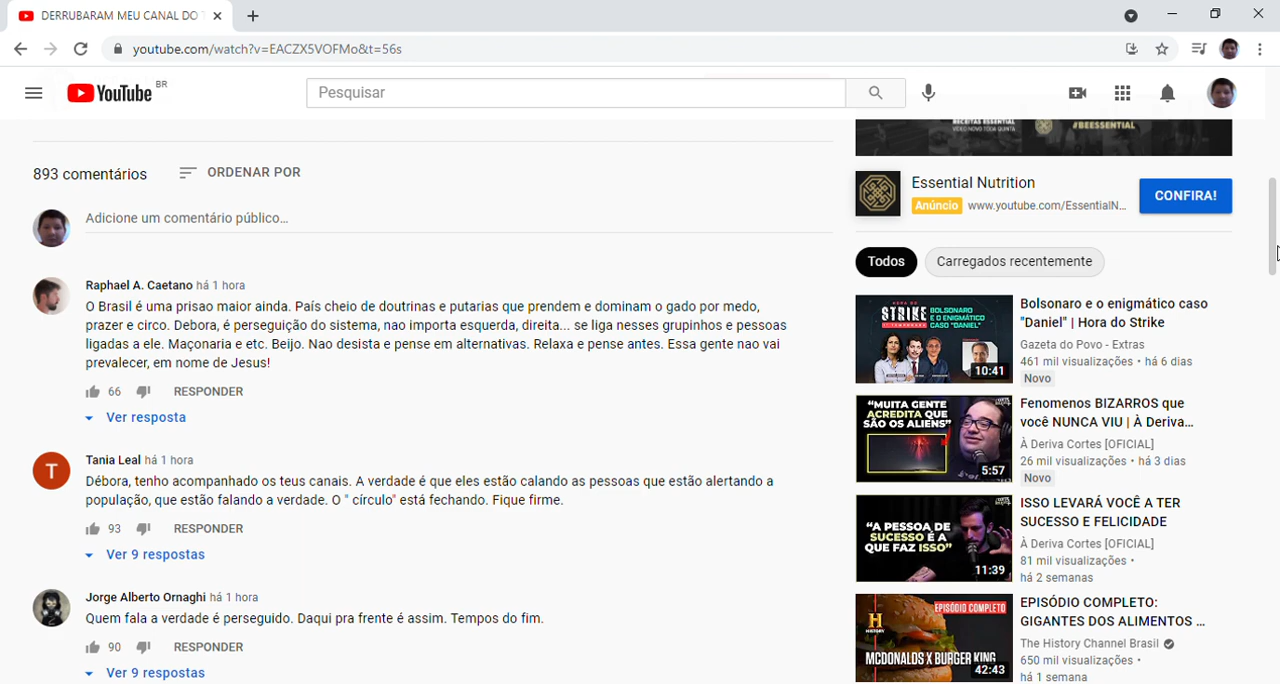 DERRUBARAM MEU CANAL DO
youtube.com/watch?v=EACZX5VOFMo&t=56s
YouTube BR
Pesquisar
RECEITAS ESSENTIAL
VÍDEO NOVO TODA QUINTA
#BEESSENTIAL
893 comentários
ORDENAR POR
Adicione um comentário público...
Essential Nutrition
Anúncio www.youtube.com/EssentialN...
CONFIRA!
Todos
Carregados recentemente
Raphael A. Caetano há 1 hora
O Brasil é uma prisao maior ainda. País cheio de doutrinas e putarias que prendem e dominam o gado por medo,
prazer e circo. Debora, é perseguição do sistema, nao importa esquerda, direita... se liga nesses grupinhos e pessoas
ligadas a ele. Maçonaria e etc. Beijo. Nao desista e pense em alternativas. Relaxa e pense antes. Essa gente nao vai
prevalecer, em nome de Jesus!
66 RESPONDER
Ver resposta
T
Tania Leal há 1 hora
Débora, tenho acompanhado os teus canais. A verdade é que eles estão calando as pessoas que estão alertando a
população, que estão falando a verdade. O " círculo" está fechando. Fique firme.
93 RESPONDER
Ver 9 respostas
Jorge Alberto Ornaghi há 1 hora
Quem fala a verdade é perseguido. Daqui pra frente é assim. Tempos do fim.
90 RESPONDER
Ver 9 respostas
HORA DO
STRIKE
BOLSONARO
E O ENIGMÁTICO
CASO "DANIEL"
10:41
Bolsonaro e o enigmático caso
"Daniel" | Hora do Strike
Gazeta do Povo - Extras
461 mil visualizações • há 6 dias
Novo
"MUITA GENTE
ACREDITA QUE
SÃO OS ALIENS"
5:57
Fenomenos BIZARROS que
você NUNCA VIU | À Deriva...
À Deriva Cortes [OFICIAL]
26 mil visualizações • há 3 dias
Novo
"A PESSOA DE
SUCESSO É A
QUE FAZ ISSO"
11:39
ISSO LEVARÁ VOCÊ A TER
SUCESSO E FELICIDADE
À Deriva Cortes [OFICIAL]
81 mil visualizações •
há 2 semanas
EPISÓDIO COMPLETO
H
HISTORY
MCDONALDS X BURGER KING
42:43
EPISÓDIO COMPLETO:
GIGANTES DOS ALIMENTOS ...
The History Channel Brasil
650 mil visualizações •
há 1 semana